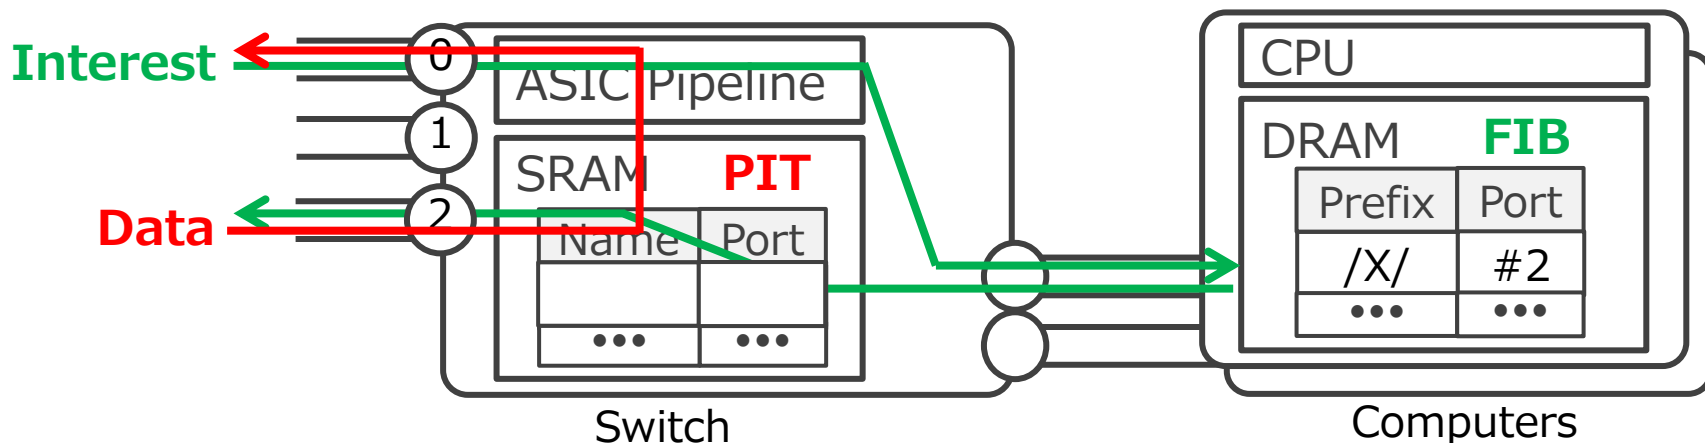 Interest
Data
0
1
2
ASIC Pipeline
SRAM PIT
Name Port
••• •••
Switch
CPU
DRAM FIB
Prefix Port
/X/ #2
••• •••
Computers